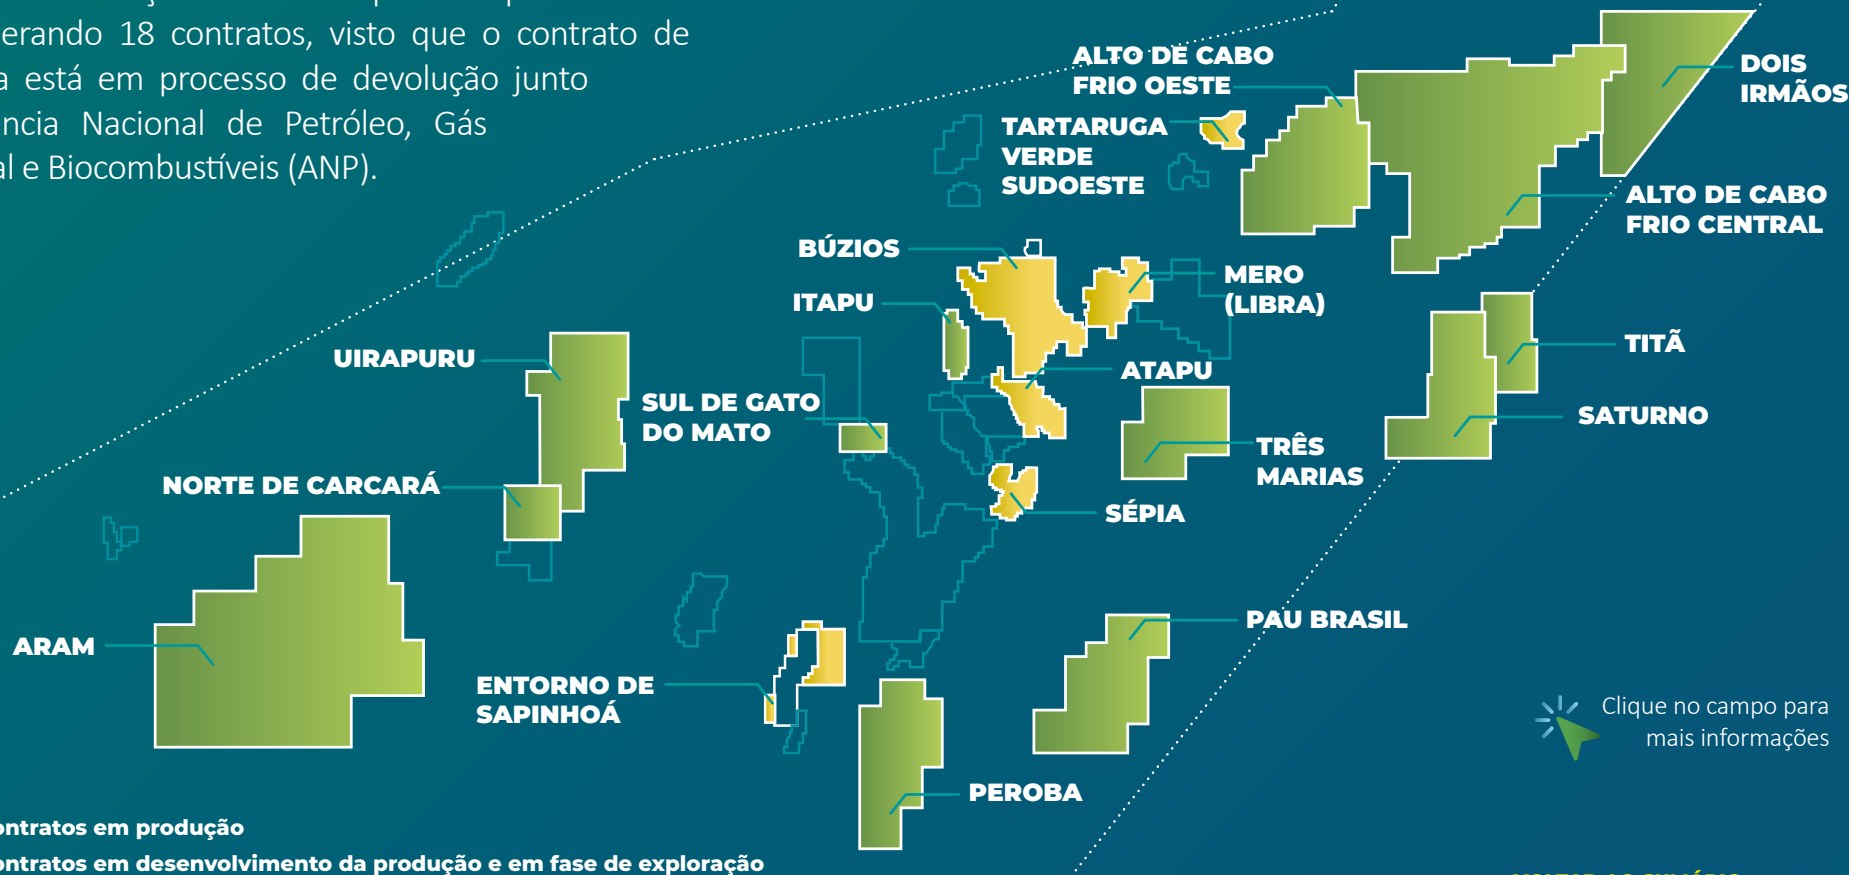 erando 18 contratos, visto que o contrato de
a está em processo de devolução junto
ncia Nacional de Petróleo, Gás
al e Biocombustíveis (ANP).
ALTO DE CABO
FRIO OESTE
DOIS
IRMÃOS
TARTARUGA
VERDE
SUDOESTE
ALTO DE CABO
FRIO CENTRAL
BÚZIOS
MERO
(LIBRA)
ITAPU
UIRAPURU
ATAPU
TITÃ
SUL DE GATO
DO MATO
SATURNO
TRÊS
MARIAS
NORTE DE CARCARÁ
SÉPIA
PAU BRASIL
ARAM
ENTORNO DE
SAPINHOÁ
Clique no campo para
mais informações
PEROBA
ontratos em produção
ontratos em desenvolvimento da produção e em fase de exploração